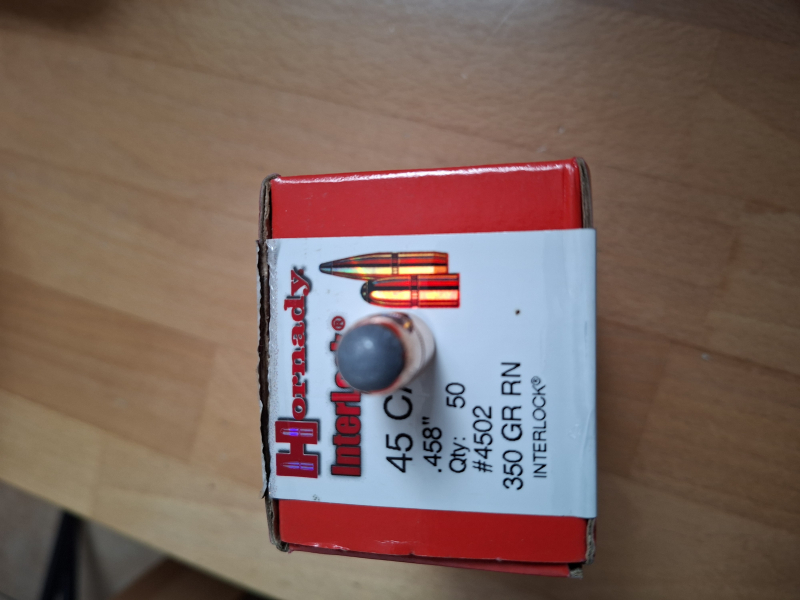 Hornady
45
.458"
Qty: 50
#4502
350 GR RN
INTERLOCK®